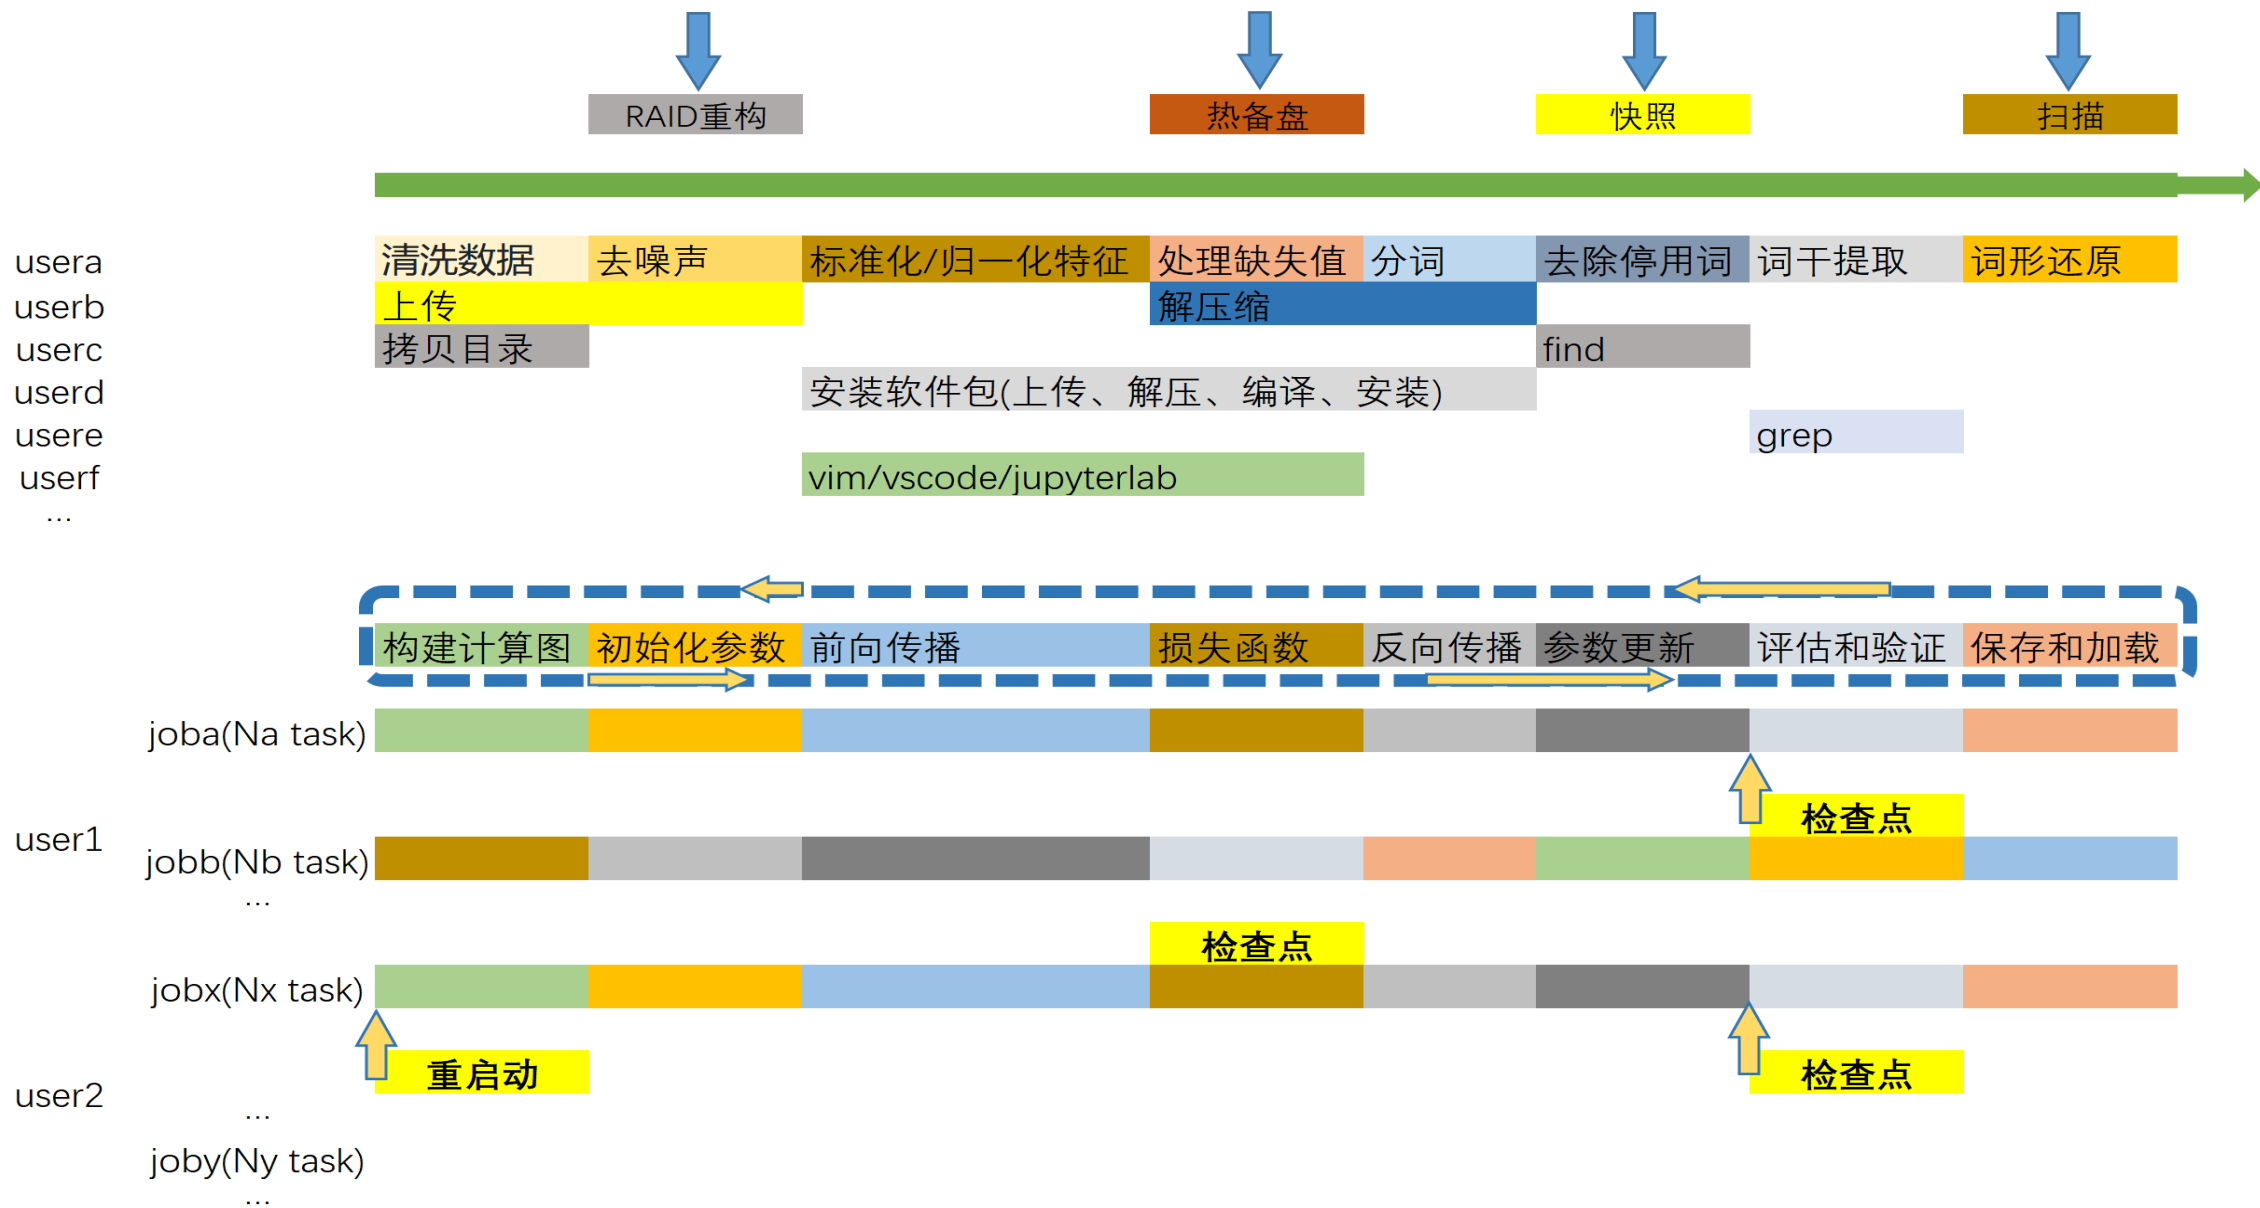 RAID重构 热备盘 快照 扫描
usera 清洗数据 去噪声 标准化/归一化特征 处理缺失值 分词 去除停用词 词干提取 词形还原
userb 上传 解压缩
userc 拷贝目录 find
userd 安装软件包(上传、解压、编译、安装)
usere grep
userf vim/vscode/jupyterlab
...
构建计算图 初始化参数 前向传播 损失函数 反向传播 参数更新 评估和验证 保存和加载
joba(Na task)
检查点
user1
jobb(Nb task)
...
检查点
jobx(Nx task)
重启动 检查点
user2
...
joby(Ny task)
...